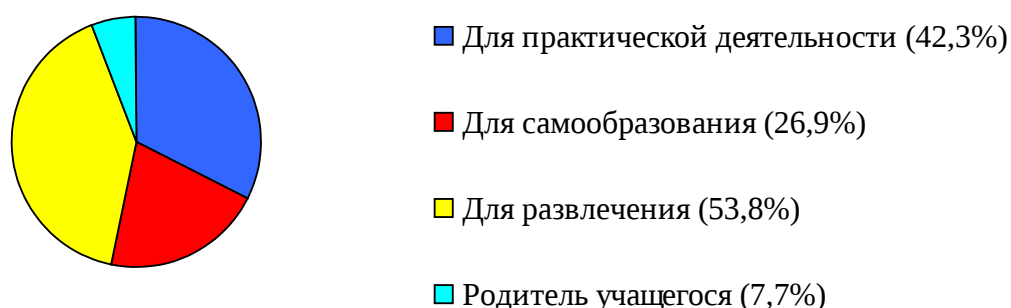 Для практической деятельности (42,3%)
Для самообразования (26,9%)
Для развлечения (53,8%)
Родитель учащегося (7,7%)